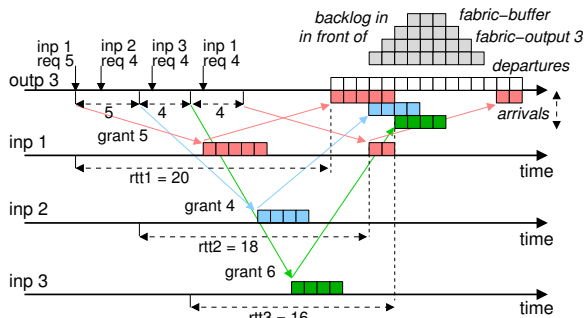 backlog in
in front of
fabric−buffer
fabric−output 3
inp 1
req 5
inp 2
req 4
inp 3
req 4
inp 1
req 4
departures
outp 3
5
4
4
arrivals
grant 5
inp 1
time
rtt1 = 20
grant 4
inp 2
time
rtt2 = 18
grant 6
inp 3
time
rtt3 = 16